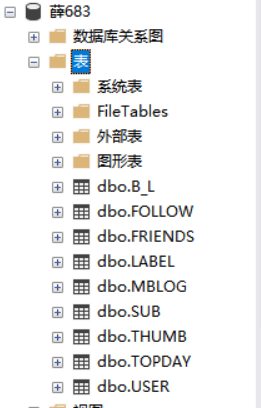 薛683
数据库关系图
表
系统表
FileTables
外部表
图形表
dbo.B_L
dbo.FOLLOW
dbo.FRIENDS
dbo.LABEL
dbo.MBLOG
dbo.SUB
dbo.THUMB
dbo.TOPDAY
dbo.USER